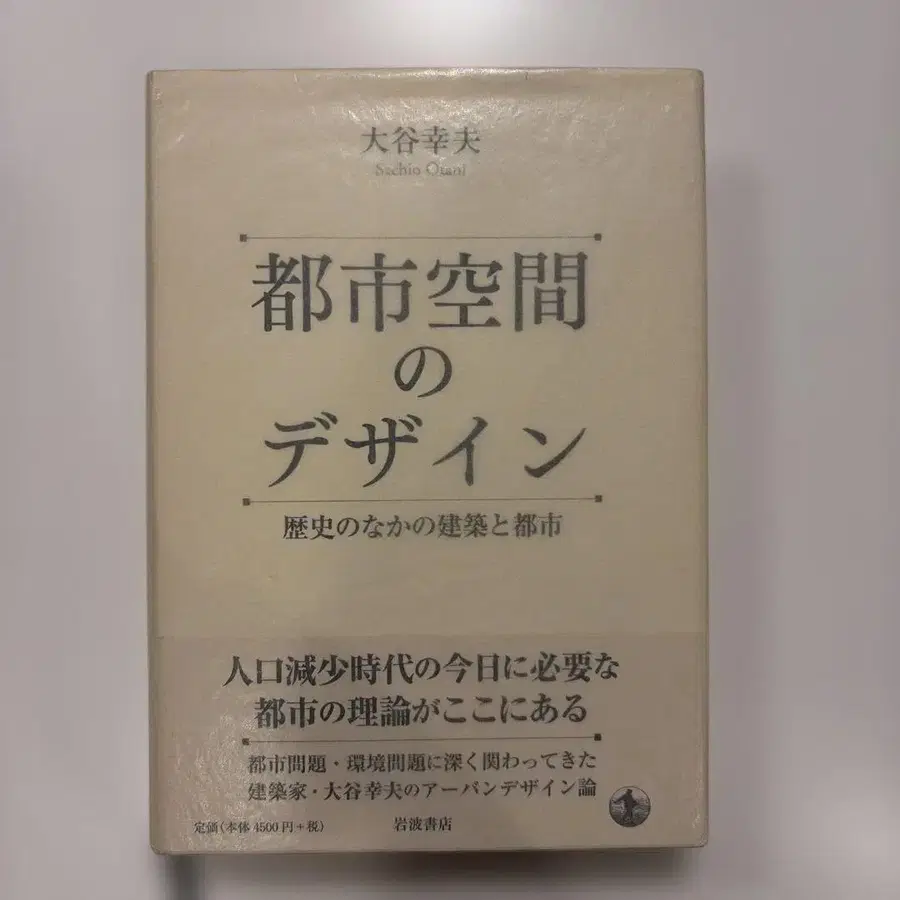 大谷幸夫
Sachio Otani
都市空間
の
デザイン
歴史のなかの建築と都市
人口減少時代の今日に必要な
都市の理論がここにある
都市問題・環境問題に深く関わってきた
建築家・大谷幸夫のアーバンデザイン論
定価(本体 4500円+税)
岩波書店